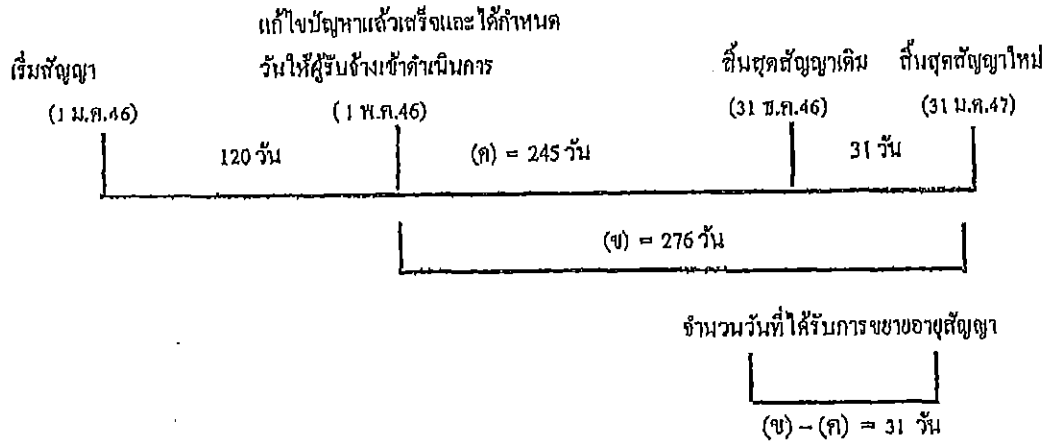 แก้ไขปัญหาแล้วเสร็จและได้กำหนด
เริ่มสัญญา วันให้ผู้รับจ้างเข้าดำเนินการ สิ้นสุดสัญญาเดิม สิ้นสุดสัญญาใหม่
(1 ม.ค.46) (1 พ.ค.46) (31 ธ.ค.46) (31 ม.ค.47)
120 วัน (ค) = 245 วัน 31 วัน
(ข) = 276 วัน
จำนวนวันที่ได้รับการขยายอายุสัญญา
(ข) – (ค) = 31 วัน